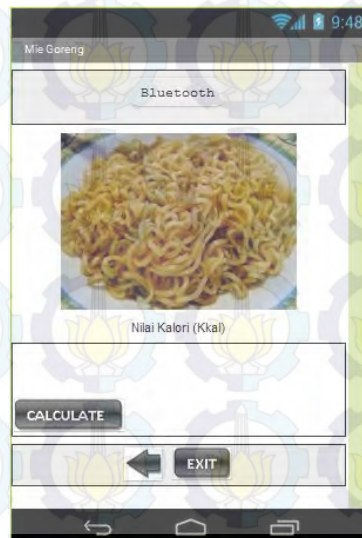 9:48
Mie Goreng
Bluetooth
Nilai Kalori (Kkal)
CALCULATE
EXIT